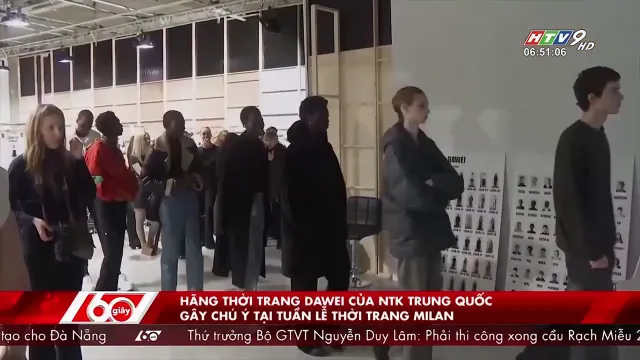 HTV9 HD
06:51:06
DAWEI
60 giây
HÃNG THỜI TRANG DAWEI CỦA NTK TRUNG QUỐC
GÂY CHÚ Ý TẠI TUẦN LỄ THỜI TRANG MILAN
tạo cho Đà Nẵng Thứ trưởng Bộ GTVT Nguyễn Duy Lâm: Phải thi công xong cầu Rạch Miễu 2